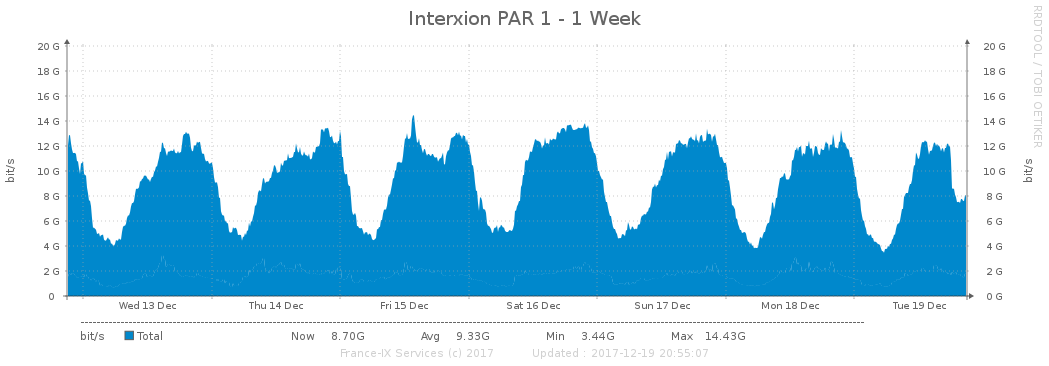 Interxion PAR 1 - 1 Week
RRDTOOL / TOBI OETIKER
20 G 20 G
18 G 18 G
16 G 16 G
14 G 14 G
12 G 12 G
10 G 10 G
8 G 8 G
6 G 6 G
4 G 4 G
2 G 2 G
0 0 G
bit/s
bit/s
Wed 13 Dec Thu 14 Dec Fri 15 Dec Sat 16 Dec Sun 17 Dec Mon 18 Dec Tue 19 Dec
bit/s Total Now 8.70G Avg 9.33G Min 3.44G Max 14.43G
France-IX Services (c) 2017 Updated : 2017-12-19 20:55:07